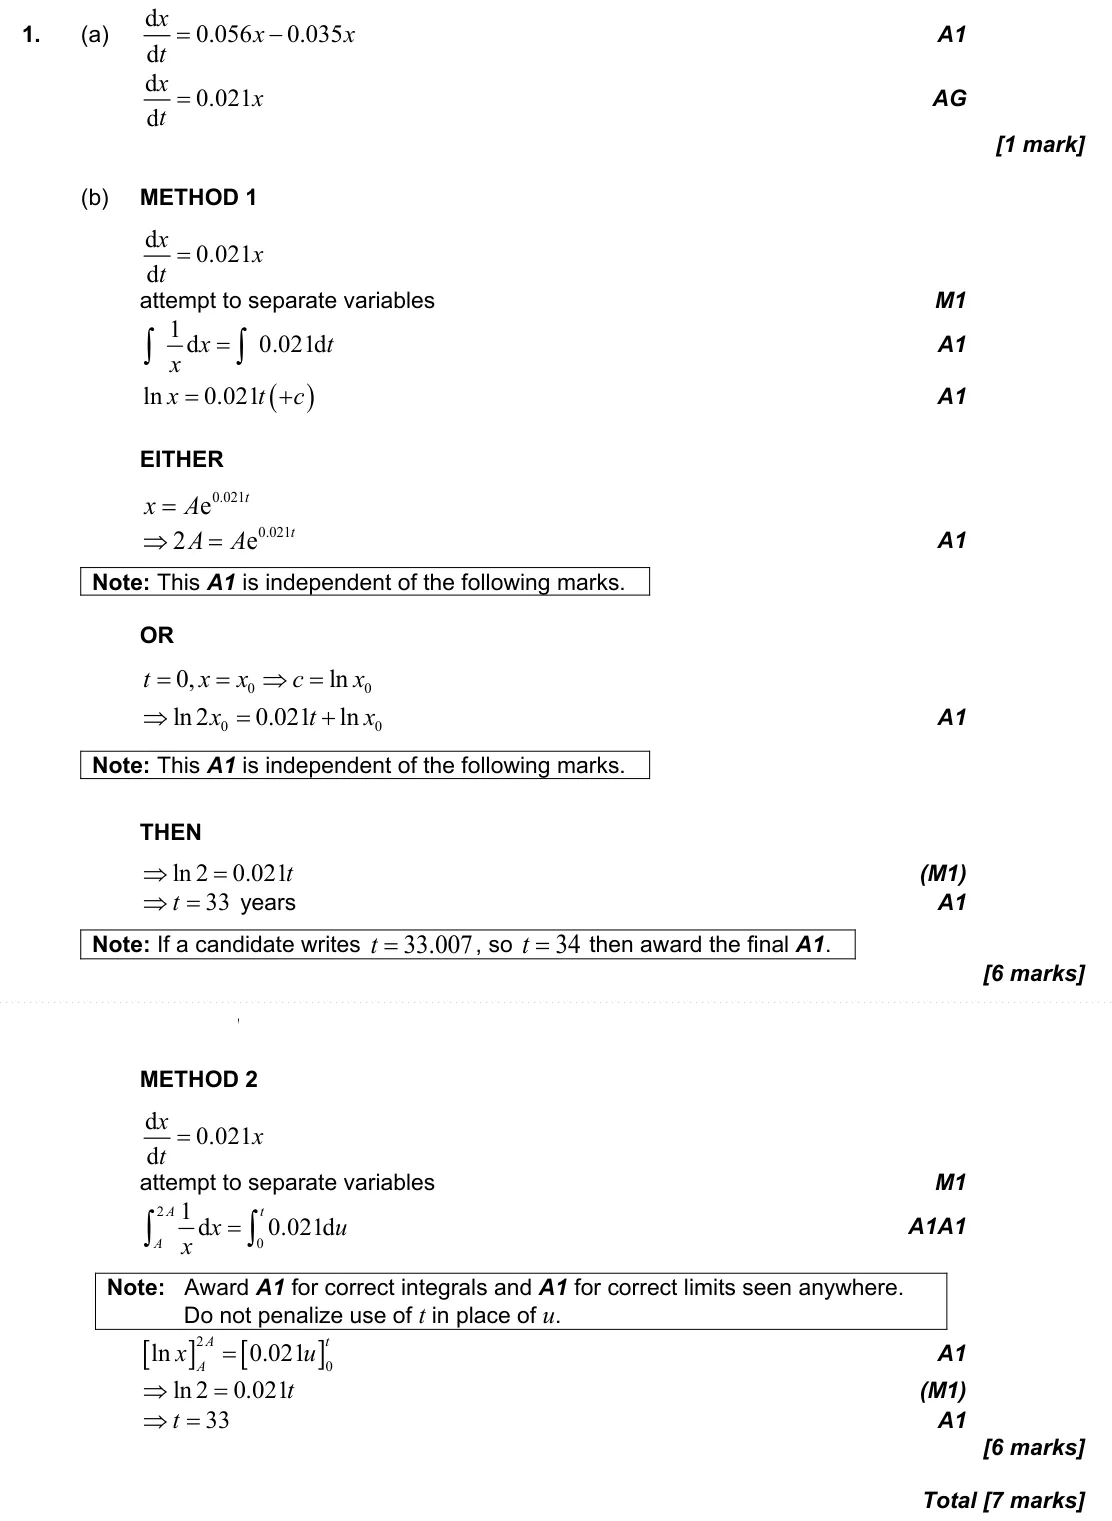 1. (a) dx/dt = 0.056x − 0.035x A1
dx/dt = 0.021x AG
[1 mark]
(b) METHOD 1
dx/dt = 0.021x
attempt to separate variables M1
∫ 1/x dx = ∫ 0.021dt A1
ln x = 0.021t (+c) A1
EITHER
x = Ae^{0.021t}
⇒ 2A = Ae^{0.021t} A1
Note: This A1 is independent of the following marks.
OR
t = 0, x = x₀ ⇒ c = ln x₀
⇒ ln 2x₀ = 0.021t + ln x₀ A1
Note: This A1 is independent of the following marks.
THEN
⇒ ln 2 = 0.021t (M1)
⇒ t = 33 years A1
Note: If a candidate writes t = 33.007, so t = 34 then award the final A1.
[6 marks]
METHOD 2
dx/dt = 0.021x
attempt to separate variables M1
∫_A^{2A} 1/x dx = ∫_0^t 0.021du A1A1
Note: Award A1 for correct integrals and A1 for correct limits seen anywhere.
Do not penalize use of t in place of u.
[ln x]_A^{2A} = [0.021u]_0^t A1
⇒ ln 2 = 0.021t (M1)
⇒ t = 33 A1
[6 marks]
Total [7 marks]